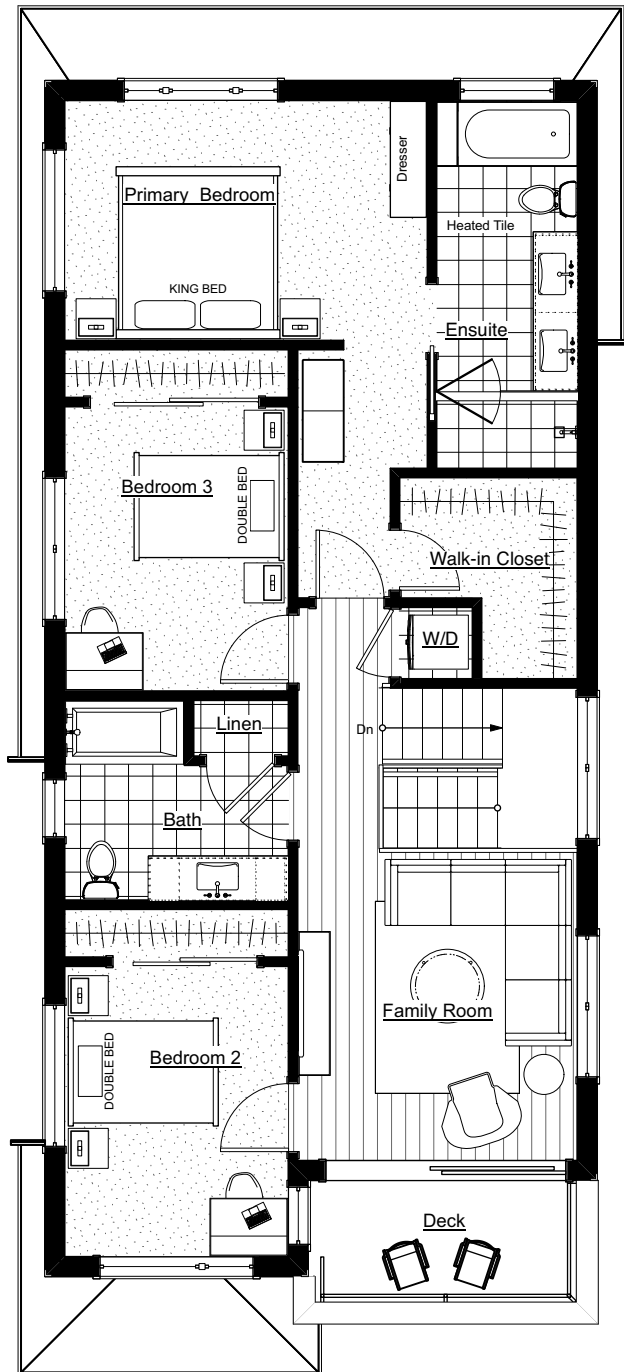 Dresser
Primary Bedroom
Heated Tile
KING BED
Ensuite
Bedroom 3
DOUBLE BED
Walk-in Closet
W/D
Linen
Dn
Bath
Family Room
Bedroom 2
DOUBLE BED
Deck